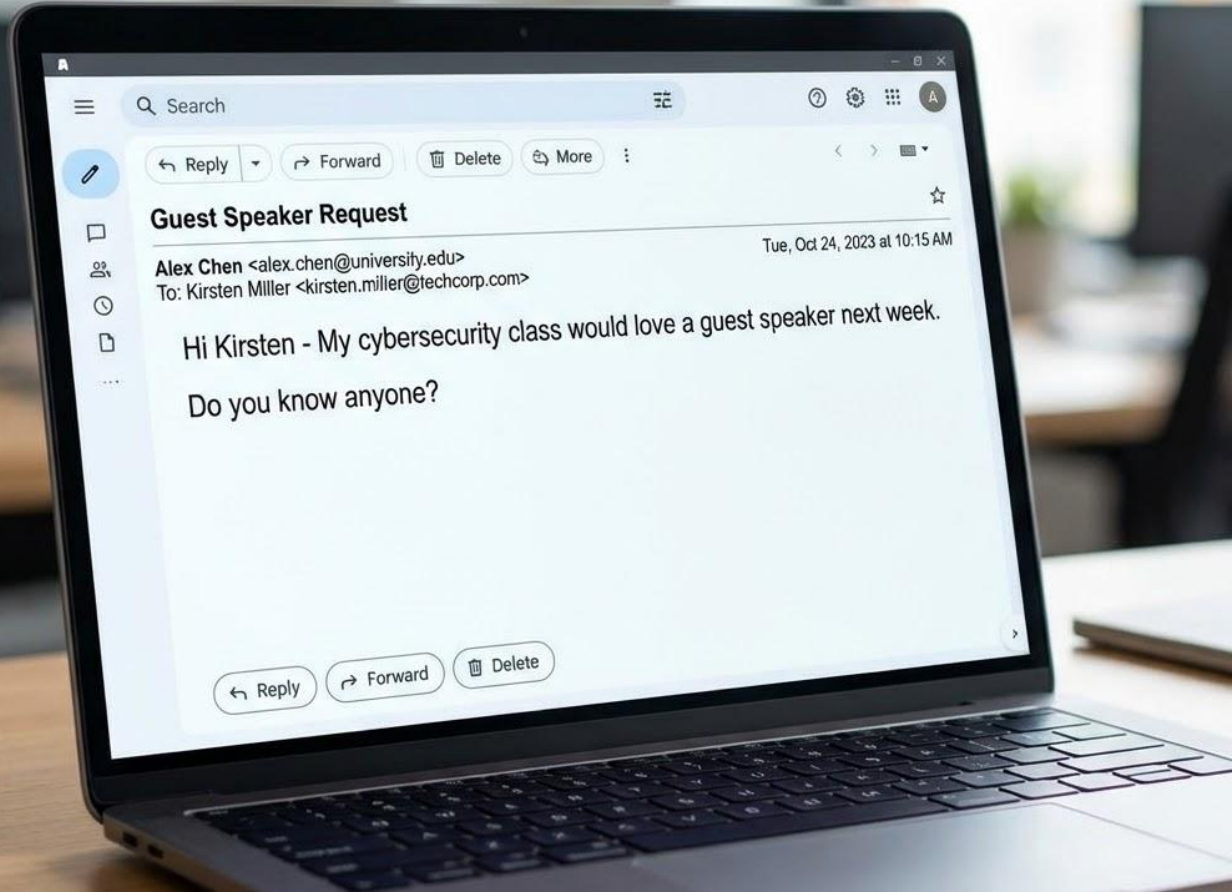 Search
A
Reply
Forward
Delete
More
Guest Speaker Request
Alex Chen <alex.chen@university.edu>
Tue, Oct 24, 2023 at 10:15 AM
To: Kirsten Miller <kirsten.miller@techcorp.com>
Hi Kirsten - My cybersecurity class would love a guest speaker next week.
Do you know anyone?
Reply
Forward
Delete